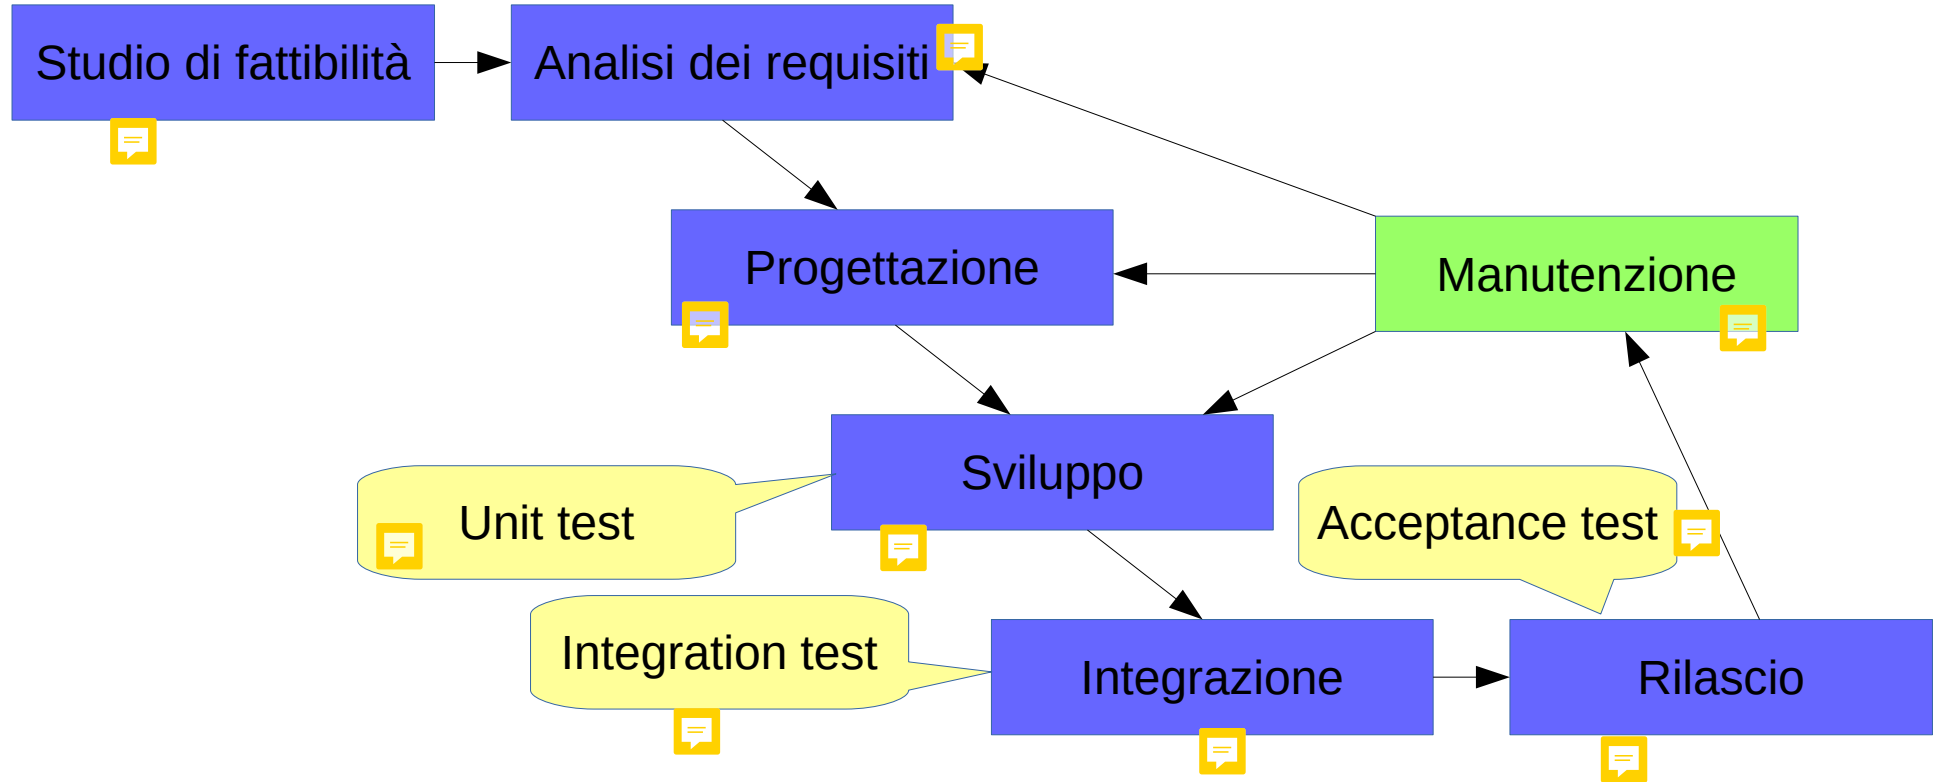 Studio di fattibilità
Analisi dei requisiti
Progettazione
Manutenzione
Sviluppo
Unit test
Acceptance test
Integration test
Integrazione
Rilascio